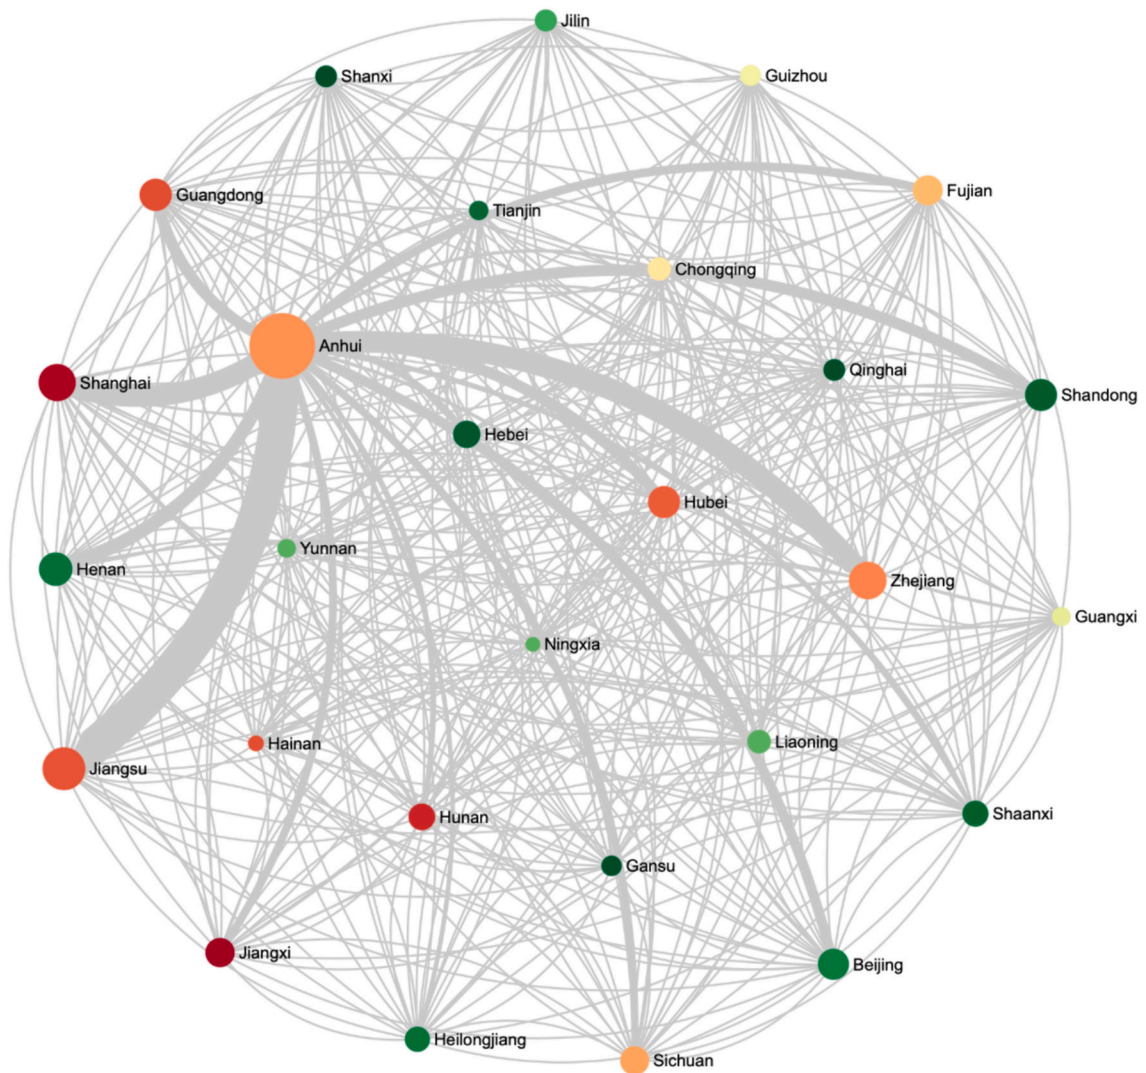 Jilin
Shanxi
Guizhou
Guangdong
Fujian
Tianjin
Chongqing
Anhui
Qinghai
Shanghai
Shandong
Hebei
Hubei
Yunnan
Henan
Zhejiang
Guangxi
Ningxia
Hainan
Liaoning
Jiangsu
Hunan
Shaanxi
Gansu
Jiangxi
Beijing
Heilongjiang
Sichuan